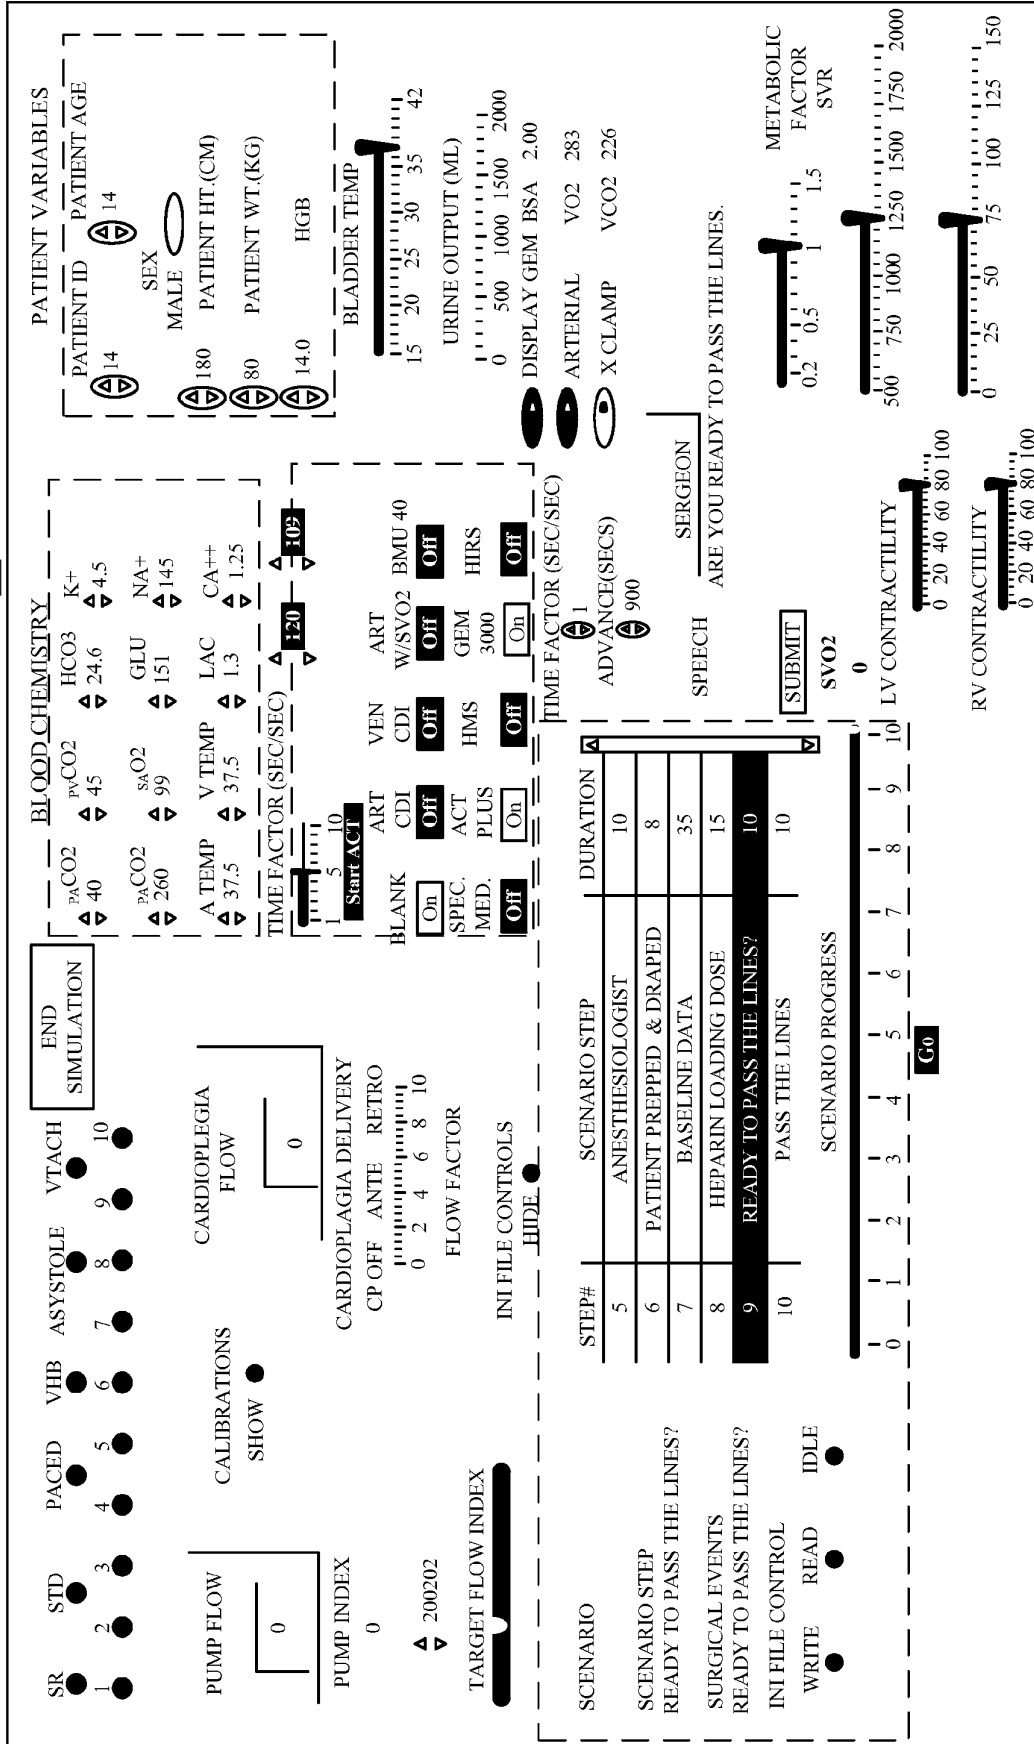 SR STD PACED VHB ASYSTOLE VTACH
1 2 3 4 5 6 7 8 9 10
END
SIMULATION
PUMP FLOW
0
PUMP INDEX
0
200202
TARGET FLOW INDEX
CALIBRATIONS
SHOW
CARDIOPLEGIA
FLOW
0
CARDIOPLAGIA DELIVERY
CP OFF ANTE RETRO
0 2 4 6 8 10
FLOW FACTOR
INI FILE CONTROLS
HIDE
BLOOD CHEMISTRY
PACO2 PVCO2 HCO3 K+
40 45 24.6 4.5
PACO2 SAO2 GLU NA+
260 99 151 145
A TEMP V TEMP LAC CA++
37.5 37.5 1.3 1.25
TIME FACTOR (SEC/SEC)
1 5 10
120 109
Start ACT
BLANK ART CDI VEN CDI ART W/SVO2 BMU 40
On Off Off Off Off
SPEC. MED. ACT PLUS HMS GEM 3000 HIRS
Off On Off On Off
PATIENT VARIABLES
PATIENT ID PATIENT AGE
14 14
SEX
MALE
180 PATIENT HT.(CM)
80 PATIENT WT.(KG)
14.0 HGB
BLADDER TEMP
15 20 25 30 35 42
URINE OUTPUT (ML)
0 500 1000 1500 2000
DISPLAY GEM BSA 2.00
ARTERIAL VO2 283
X CLAMP VCO2 226
SCENARIO
SCENARIO STEP
READY TO PASS THE LINES?
SURGICAL EVENTS
READY TO PASS THE LINES?
INI FILE CONTROL
WRITE READ IDLE
STEP# SCENARIO STEP DURATION
5 ANESTHESIOLOGIST 10
6 PATIENT PREPPED & DRAPED 8
7 BASELINE DATA 35
8 HEPARIN LOADING DOSE 15
9 READY TO PASS THE LINES? 10
10 PASS THE LINES 10
SCENARIO PROGRESS
0 1 2 3 4 5 6 7 8 9 10
Go
TIME FACTOR (SEC/SEC)
1
ADVANCE(SECS)
900
SPEECH SERGEON
ARE YOU READY TO PASS THE LINES.
SUBMIT
SVO2
0
LV CONTRACTILITY
0 20 40 60 80 100
RV CONTRACTILITY
0 20 40 60 80 100
METABOLIC
FACTOR
SVR
0.2 0.5 1 1.5
500 750 1000 1250 1500 1750 2000
0 25 50 75 100 125 150